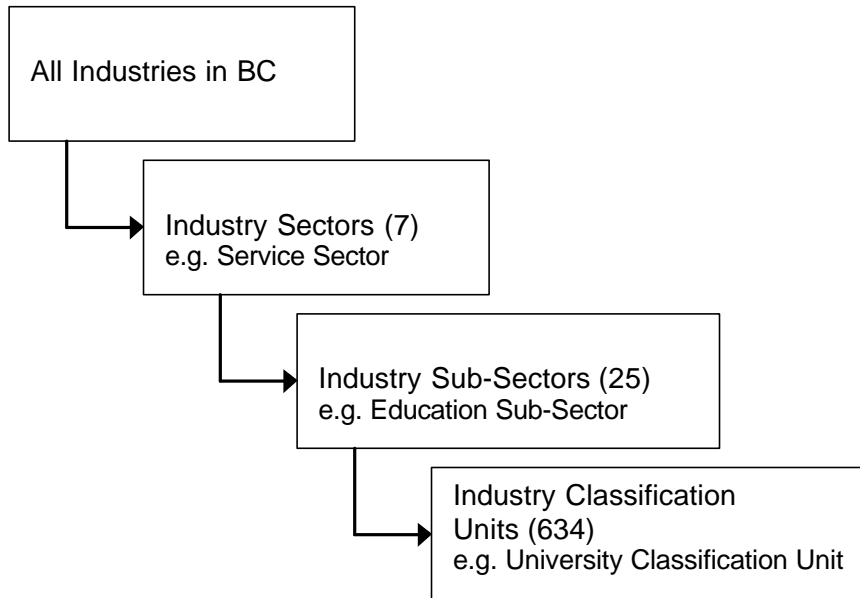 All Industries in BC
Industry Sectors (7)
e.g. Service Sector
Industry Sub-Sectors (25)
e.g. Education Sub-Sector
Industry Classification
Units (634)
e.g. University Classification Unit